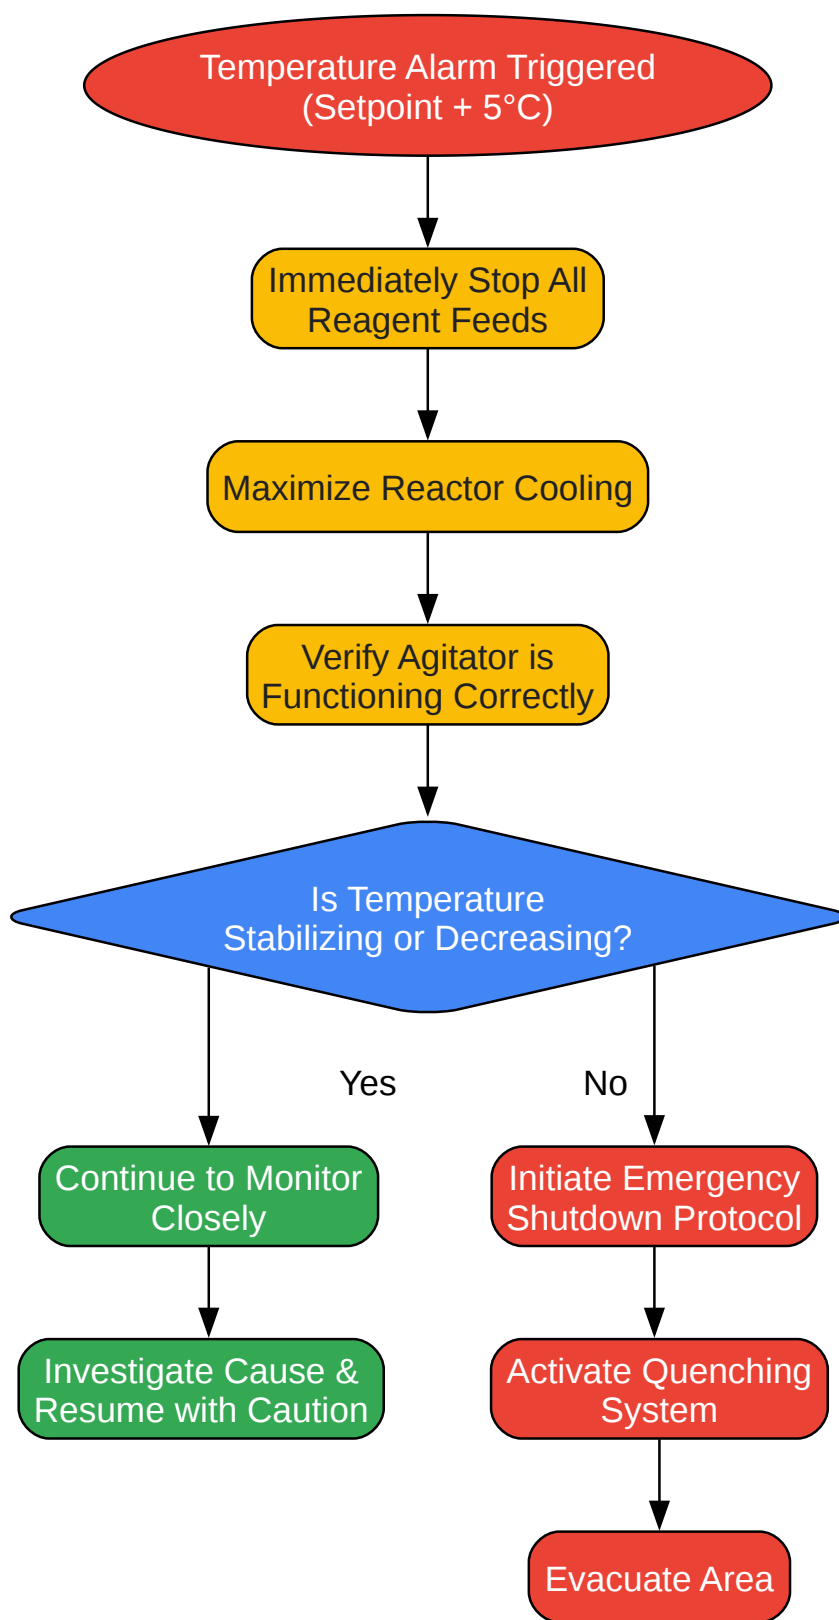 Temperature Alarm Triggered
(Setpoint + 5°C)
Immediately Stop All
Reagent Feeds
Maximize Reactor Cooling
Verify Agitator is
Functioning Correctly
Is Temperature
Stabilizing or Decreasing?
Yes
No
Continue to Monitor
Closely
Initiate Emergency
Shutdown Protocol
Investigate Cause &
Resume with Caution
Activate Quenching
System
Evacuate Area